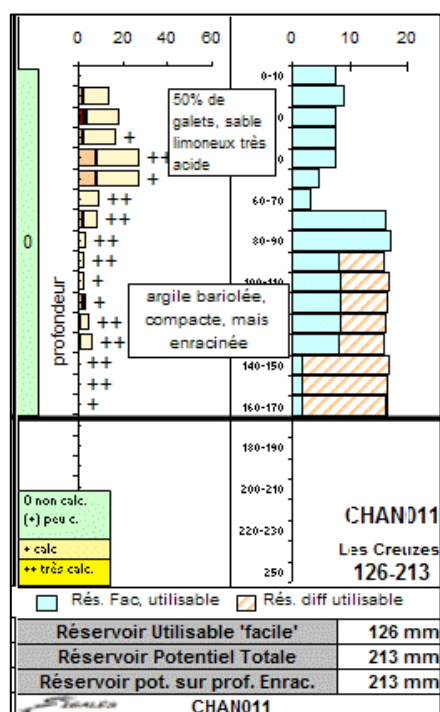 0 20 40 60
0 10 20
0-10
50% de
galets, sable
limoneux très
acide
0
+
0
++
+
60-70
++
++
80-90
++
0
++
100-110
+
+
argile bariolée,
compacte, mais
enracinée
profondeur
++
++
140-150
++
++
160-170
+
180-190
200-210
0 non calc.
(+) peu c.
CHAN011
220-230
+ calc
Les Creuzes
++ très calc.
250
126-213
Rés. Fac, utilisable
Rés. diff utilisable
Réservoir Utilisable 'facile' 126 mm
Réservoir Potentiel Totale 213 mm
Réservoir pot. sur prof. Enrac. 213 mm
SIGALES
CHAN011